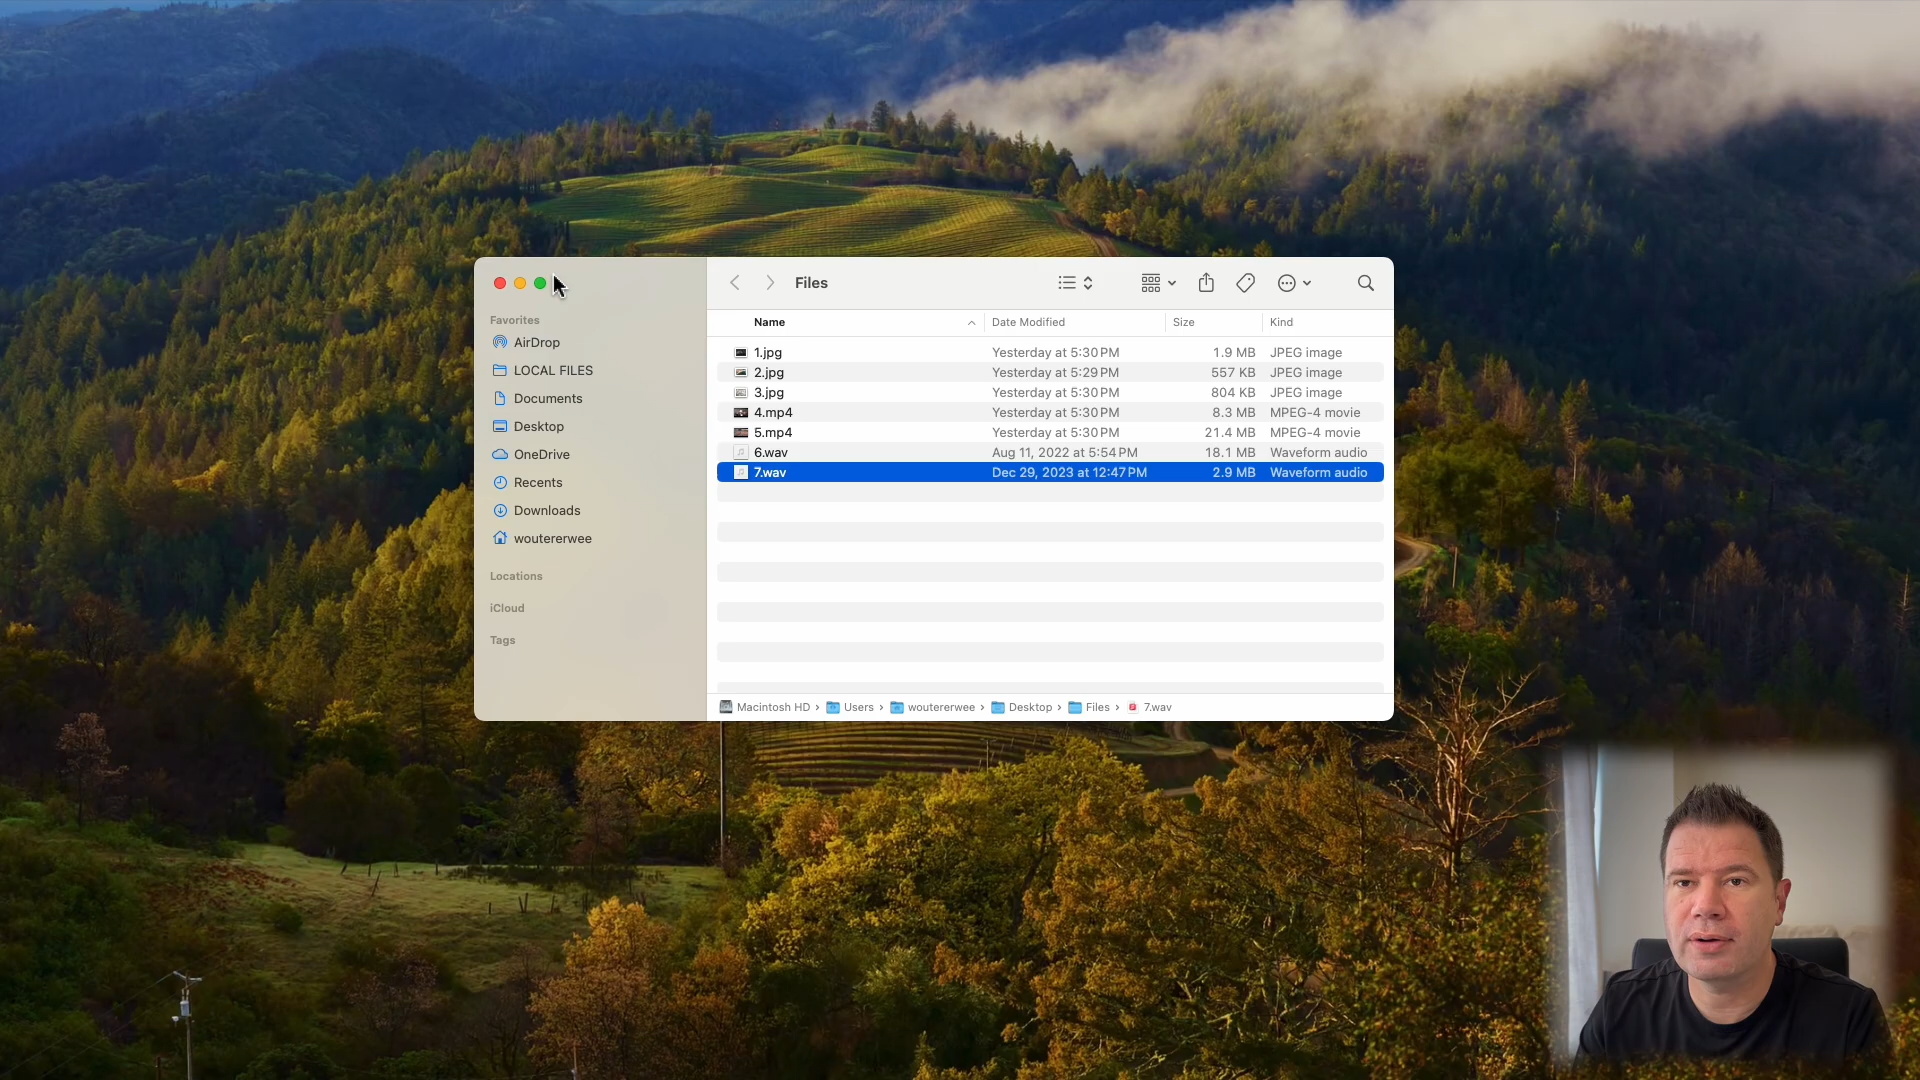 Files
Favorites
AirDrop
LOCAL FILES
Documents
Desktop
OneDrive
Recents
Downloads
woutererwee
Locations
iCloud
Tags
Name Date Modified Size Kind
1.jpg Yesterday at 5:30 PM 1.9 MB JPEG image
2.jpg Yesterday at 5:29 PM 557 KB JPEG image
3.jpg Yesterday at 5:30 PM 804 KB JPEG image
4.mp4 Yesterday at 5:30 PM 8.3 MB MPEG-4 movie
5.mp4 Yesterday at 5:30 PM 21.4 MB MPEG-4 movie
6.wav Aug 11, 2022 at 5:54 PM 18.1 MB Waveform audio
7.wav Dec 29, 2023 at 12:47 PM 2.9 MB Waveform audio
Macintosh HD › Users › woutererwee › Desktop › Files › 7.wav